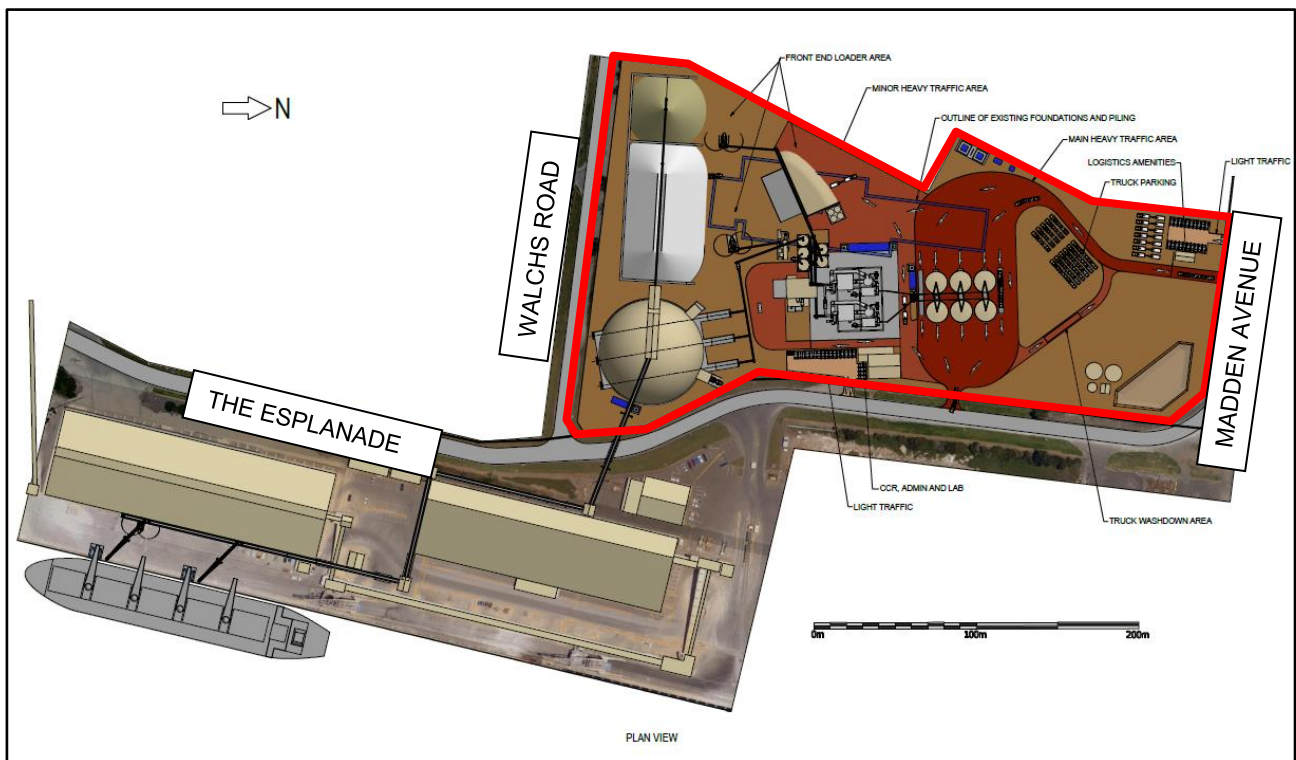 FRONT END LOADER AREA
MINOR HEAVY TRAFFIC AREA
OUTLINE OF EXISTING FOUNDATIONS AND PILING
MAIN HEAVY TRAFFIC AREA
LOGISTICS AMENITIES
LIGHT TRAFFIC
TRUCK PARKING
N
WALCHS ROAD
MADDEN AVENUE
THE ESPLANADE
CCR, ADMIN AND LAB
LIGHT TRAFFIC
TRUCK WASHDOWN AREA
0m 100m 200m
PLAN VIEW